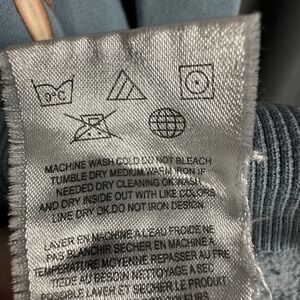 MACHINE WASH COLD DO NOT BLEACH
TUMBLE DRY MEDIUM WARM IRON IF
NEEDED DRY CLEANING OK WASH
AND DRY INSIDE OUT WITH LIKE COLORS
LINE DRY OK.DO NOT IRON DESIGN.
LAVER EN MACHINE A L'EAU FROIDE NE
PAS BLANCHIR SECHER EN MACHINE A
TEMPERATURE MOYENNE REPASSER AU FER
TIEDE AU BESOIN NETTOYAGE A SEC
POSSIBLE LAVER ET SECHER